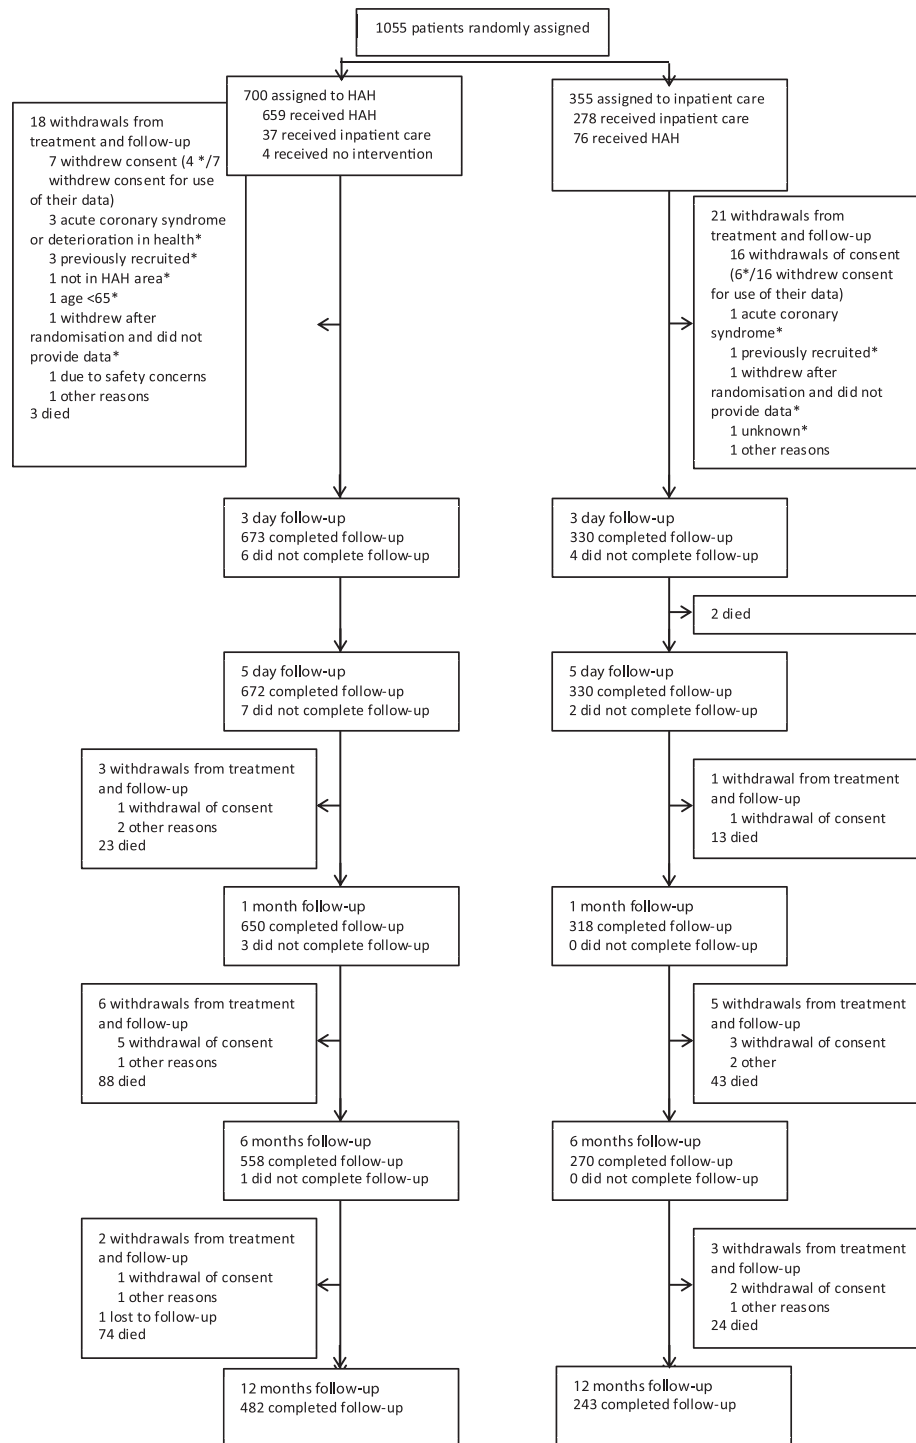 1055 patients randomly assigned
700 assigned to HAH
659 received HAH
37 received inpatient care
4 received no intervention
355 assigned to inpatient care
278 received inpatient care
76 received HAH
18 withdrawals from
treatment and follow-up
7 withdrew consent (4 */7
withdrew consent for use
of their data)
3 acute coronary syndrome
or deterioration in health*
3 previously recruited*
1 not in HAH area*
1 age <65*
1 withdrew after
randomisation and did not
provide data*
1 due to safety concerns
1 other reasons
3 died
21 withdrawals from
treatment and follow-up
16 withdrawals of consent
(6*/16 withdrew consent
for use of their data)
1 acute coronary
syndrome*
1 previously recruited*
1 withdrew after
randomisation and did not
provide data*
1 unknown*
1 other reasons
3 day follow-up
673 completed follow-up
6 did not complete follow-up
3 day follow-up
330 completed follow-up
4 did not complete follow-up
2 died
5 day follow-up
672 completed follow-up
7 did not complete follow-up
5 day follow-up
330 completed follow-up
2 did not complete follow-up
3 withdrawals from treatment
and follow-up
1 withdrawal of consent
2 other reasons
23 died
1 withdrawal from treatment
and follow-up
1 withdrawal of consent
13 died
1 month follow-up
650 completed follow-up
3 did not complete follow-up
1 month follow-up
318 completed follow-up
0 did not complete follow-up
6 withdrawals from treatment
and follow-up
5 withdrawal of consent
1 other reasons
88 died
5 withdrawals from treatment
and follow-up
3 withdrawal of consent
2 other
43 died
6 months follow-up
558 completed follow-up
1 did not complete follow-up
6 months follow-up
270 completed follow-up
0 did not complete follow-up
2 withdrawals from treatment
and follow-up
1 withdrawal of consent
1 other reasons
1 lost to follow-up
74 died
3 withdrawals from treatment
and follow-up
2 withdrawal of consent
1 other reasons
24 died
12 months follow-up
482 completed follow-up
12 months follow-up
243 completed follow-up